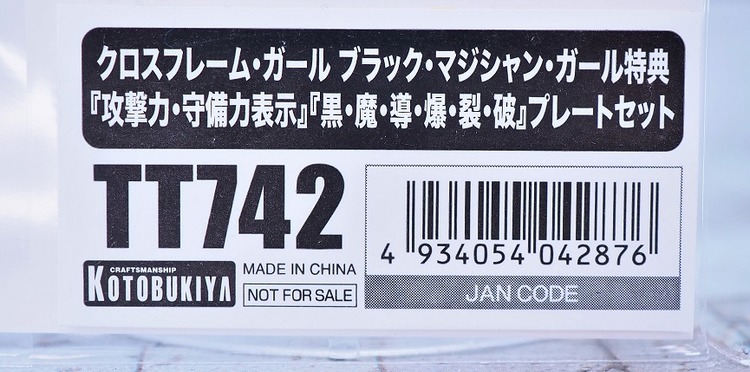 クロスフレーム・ガール ブラック・マジシャン・ガール特典
『攻撃力・守備力表示』『黒・魔・導・爆・裂・破』プレートセット
TT742
CRAFTSMANSHIP
KOTOBUKIYA
MADE IN CHINA
NOT FOR SALE
4 934054 042876
JAN CODE